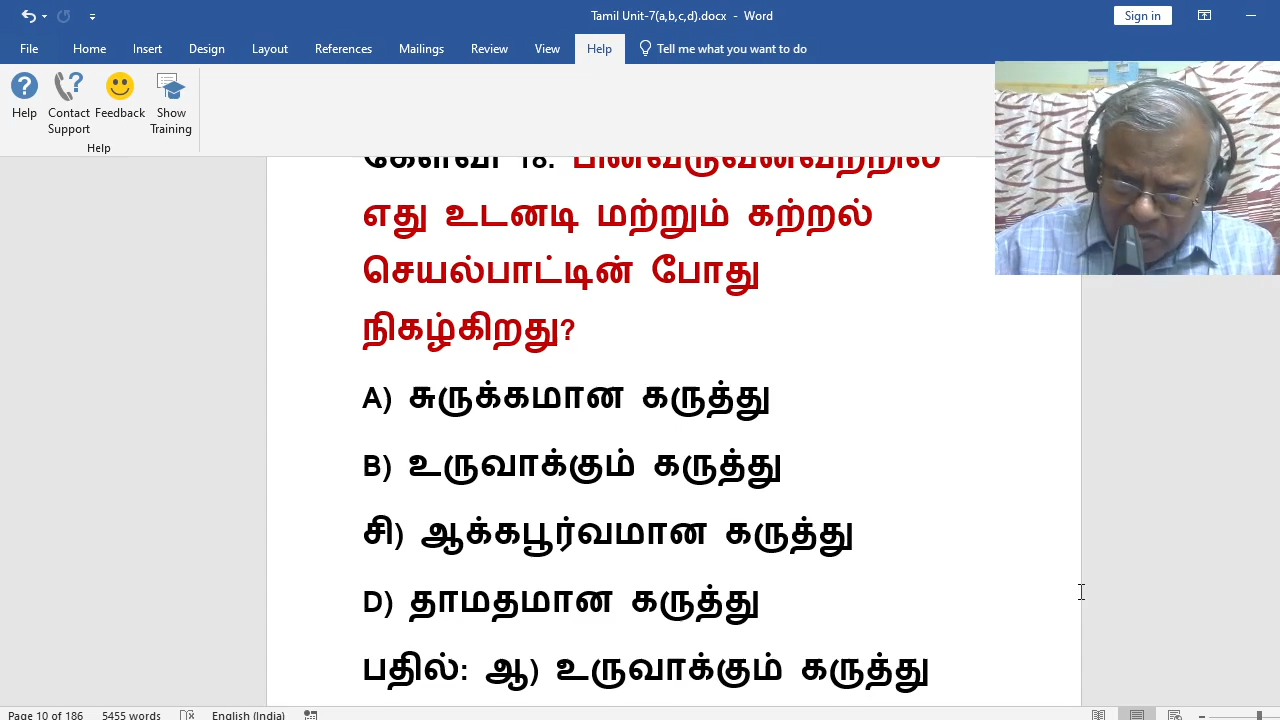 Tamil Unit-7(a,b,c,d).docx - Word
Sign in
File Home Insert Design Layout References Mailings Review View Help Tell me what you want to do
Help Contact Support Feedback Show Training
Help
கேள்வி 18. பின்வருவனவற்றில்
எது உடனடி மற்றும் கற்றல்
செயல்பாட்டின் போது
நிகழ்கிறது?
A) சுருக்கமான கருத்து
B) உருவாக்கும் கருத்து
சி) ஆக்கபூர்வமான கருத்து
D) தாமதமான கருத்து
பதில்: ஆ) உருவாக்கும் கருத்து
Page 10 of 186 5455 words English (India)